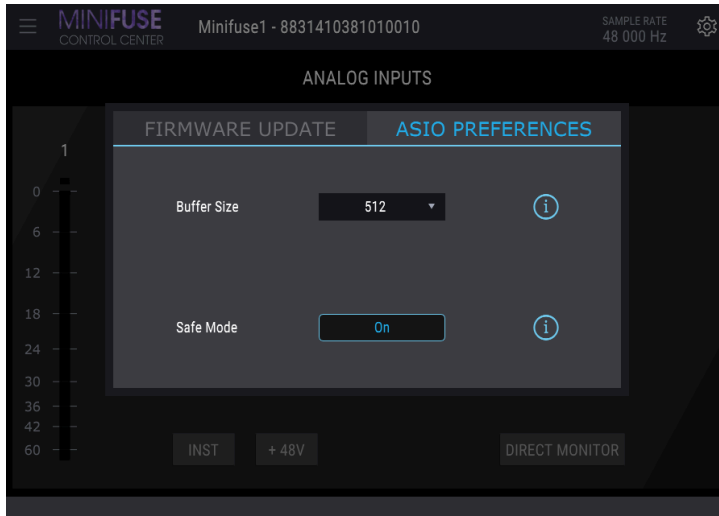 MINIFUSE
CONTROL CENTER
Minifuse1 - 8831410381010010
SAMPLE RATE
48 000 Hz
ANALOG INPUTS
FIRMWARE UPDATE
ASIO PREFERENCES
1
0
6
12
18
24
30
36
42
60
Buffer Size
512
i
Safe Mode
On
i
INST
+ 48V
DIRECT MONITOR